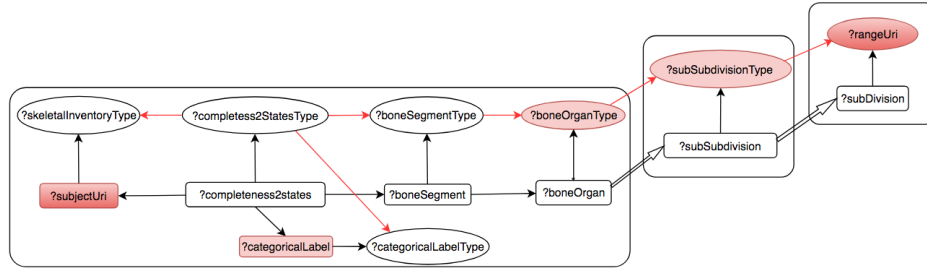 ?rangeUri
?subSubdivisionType
?subDivision
?skeletalInventoryType
?completess2StatesType
?boneSegmentType
?boneOrganType
?subSubdivision
?subjectUri
?completeness2states
?boneSegment
?boneOrgan
?categoricalLabel
?categoricalLabelType